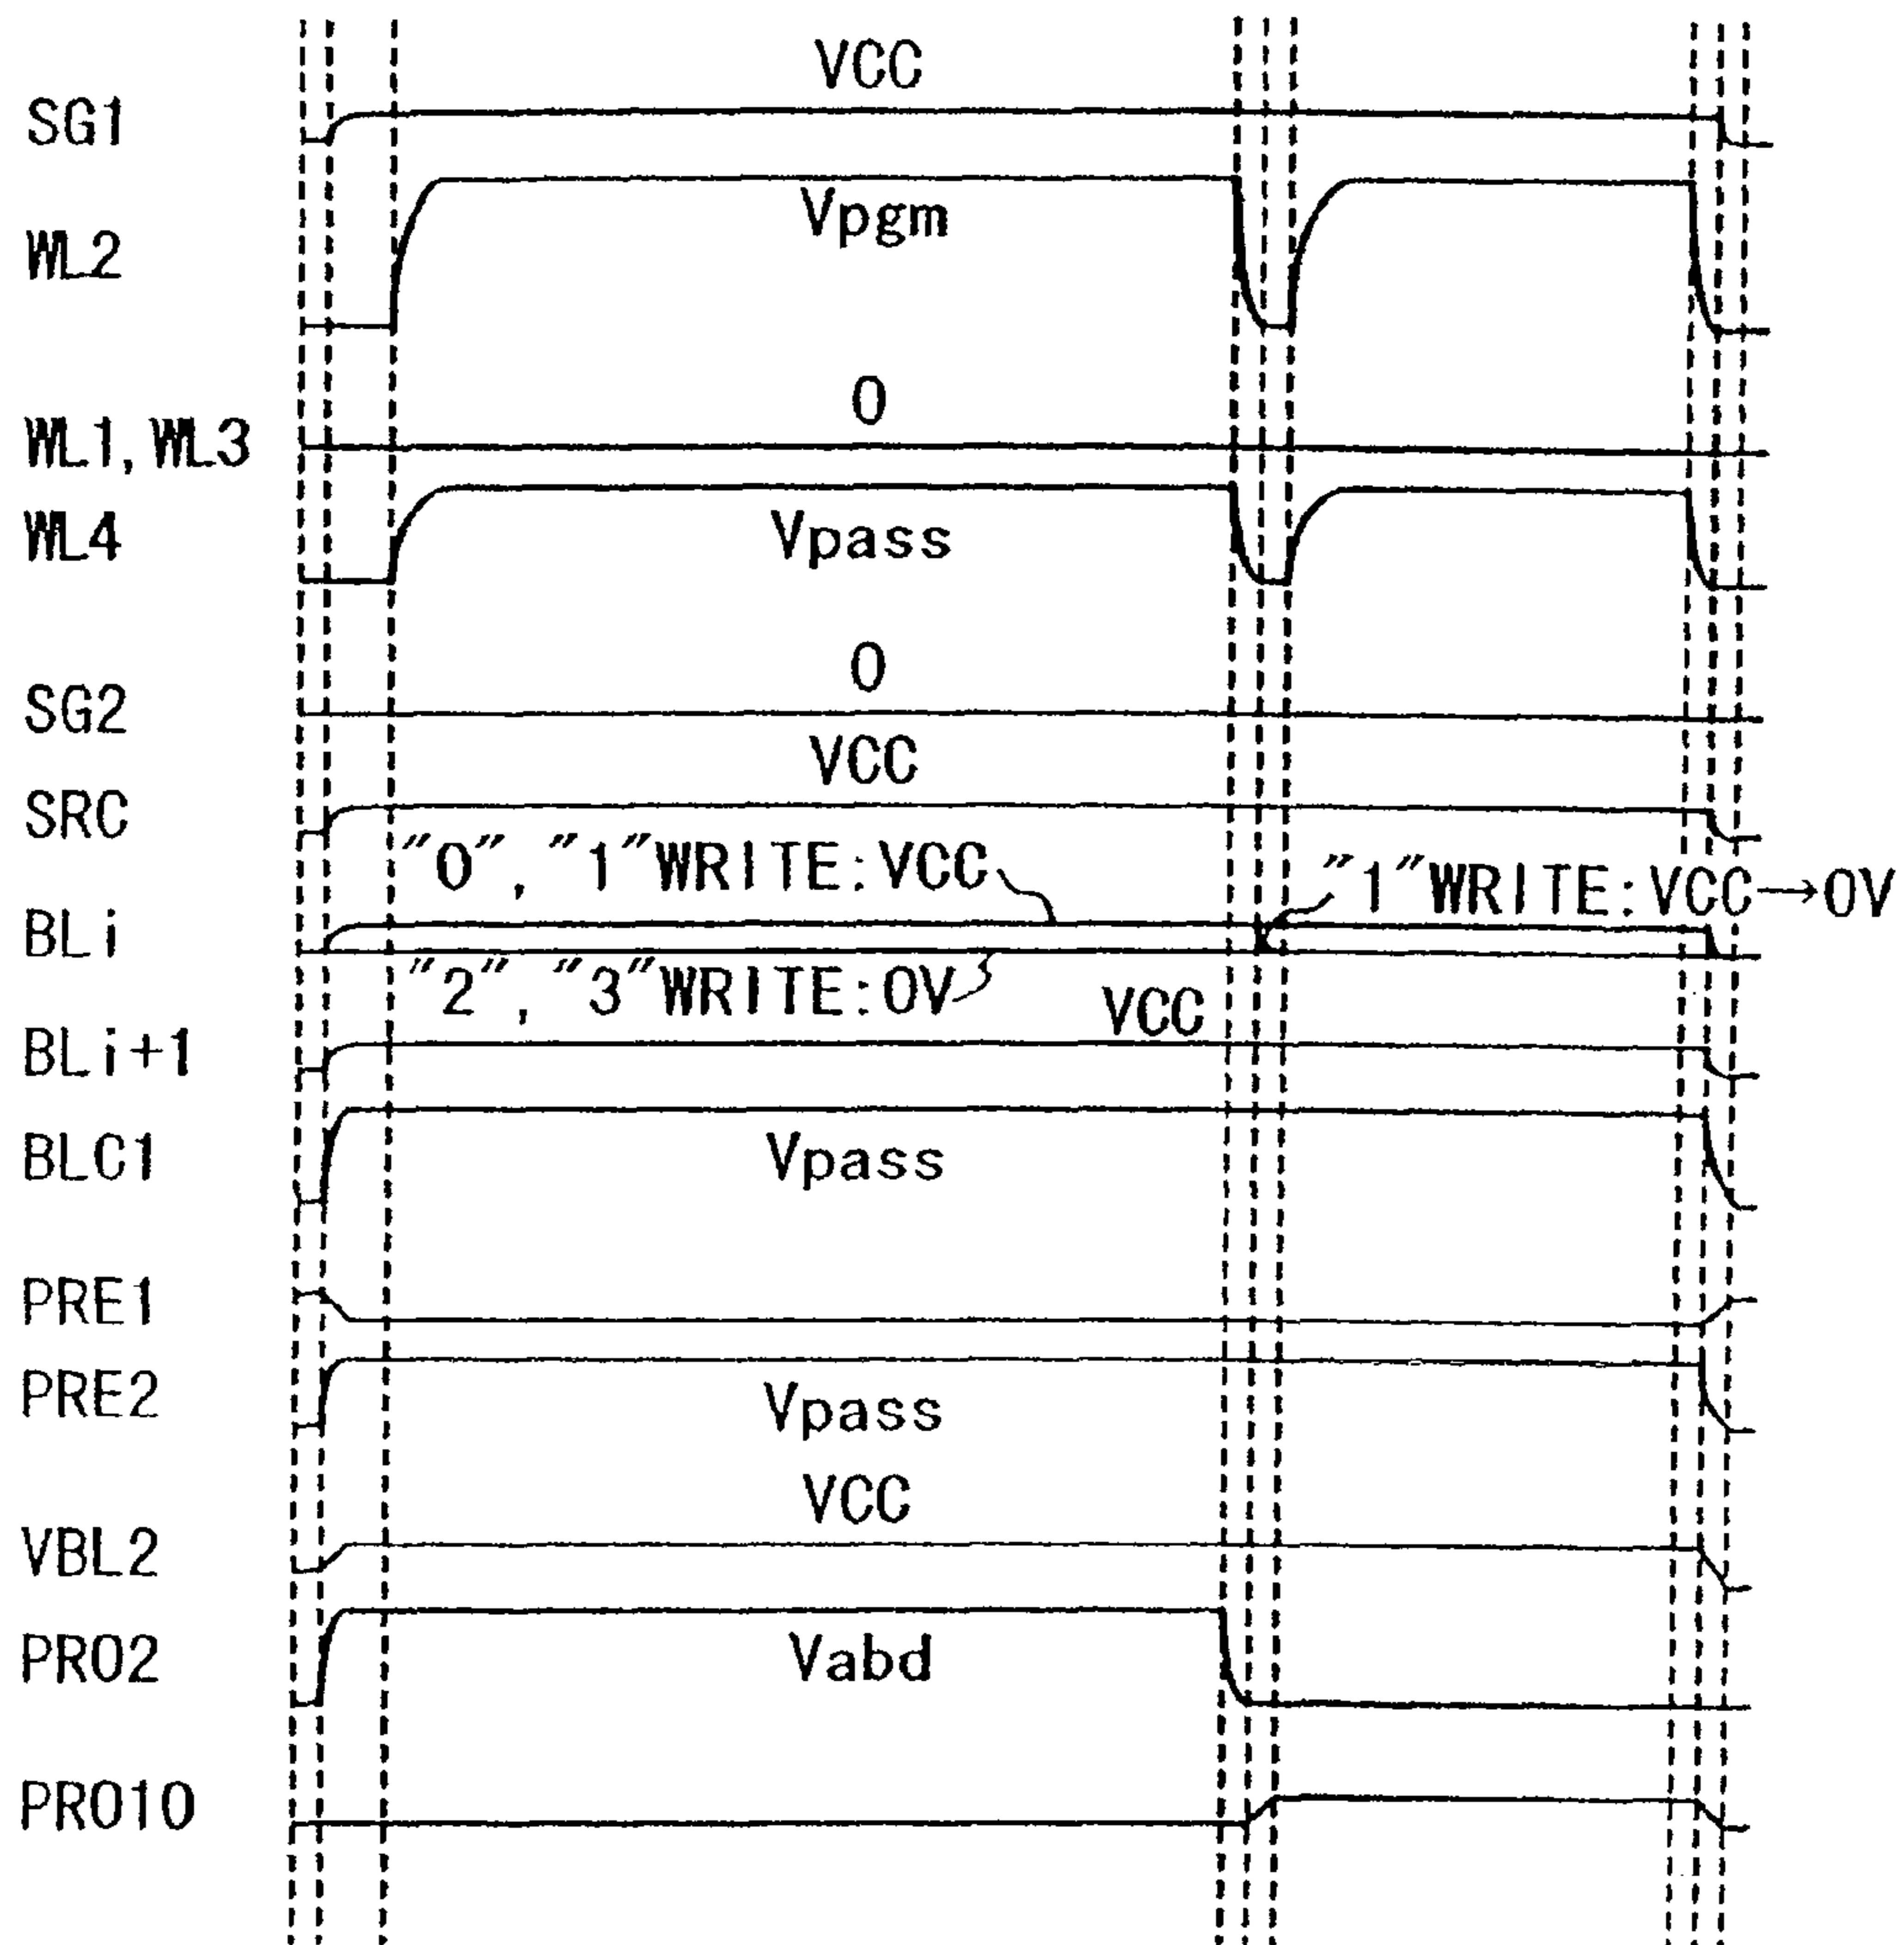 VCC
SG1
Vpgm
WL2
0
WL1, WL3
Vpass
WL4
0
SG2
VCC
SRC
"0", "1"WRITE:VCC
"1"WRITE:VCC→0V
BLi
"2", "3"WRITE:0V
VCC
BLi+1
BLC1
Vpass
PRE1
PRE2
Vpass
VCC
VBL2
PRO2
Vabd
PRO10